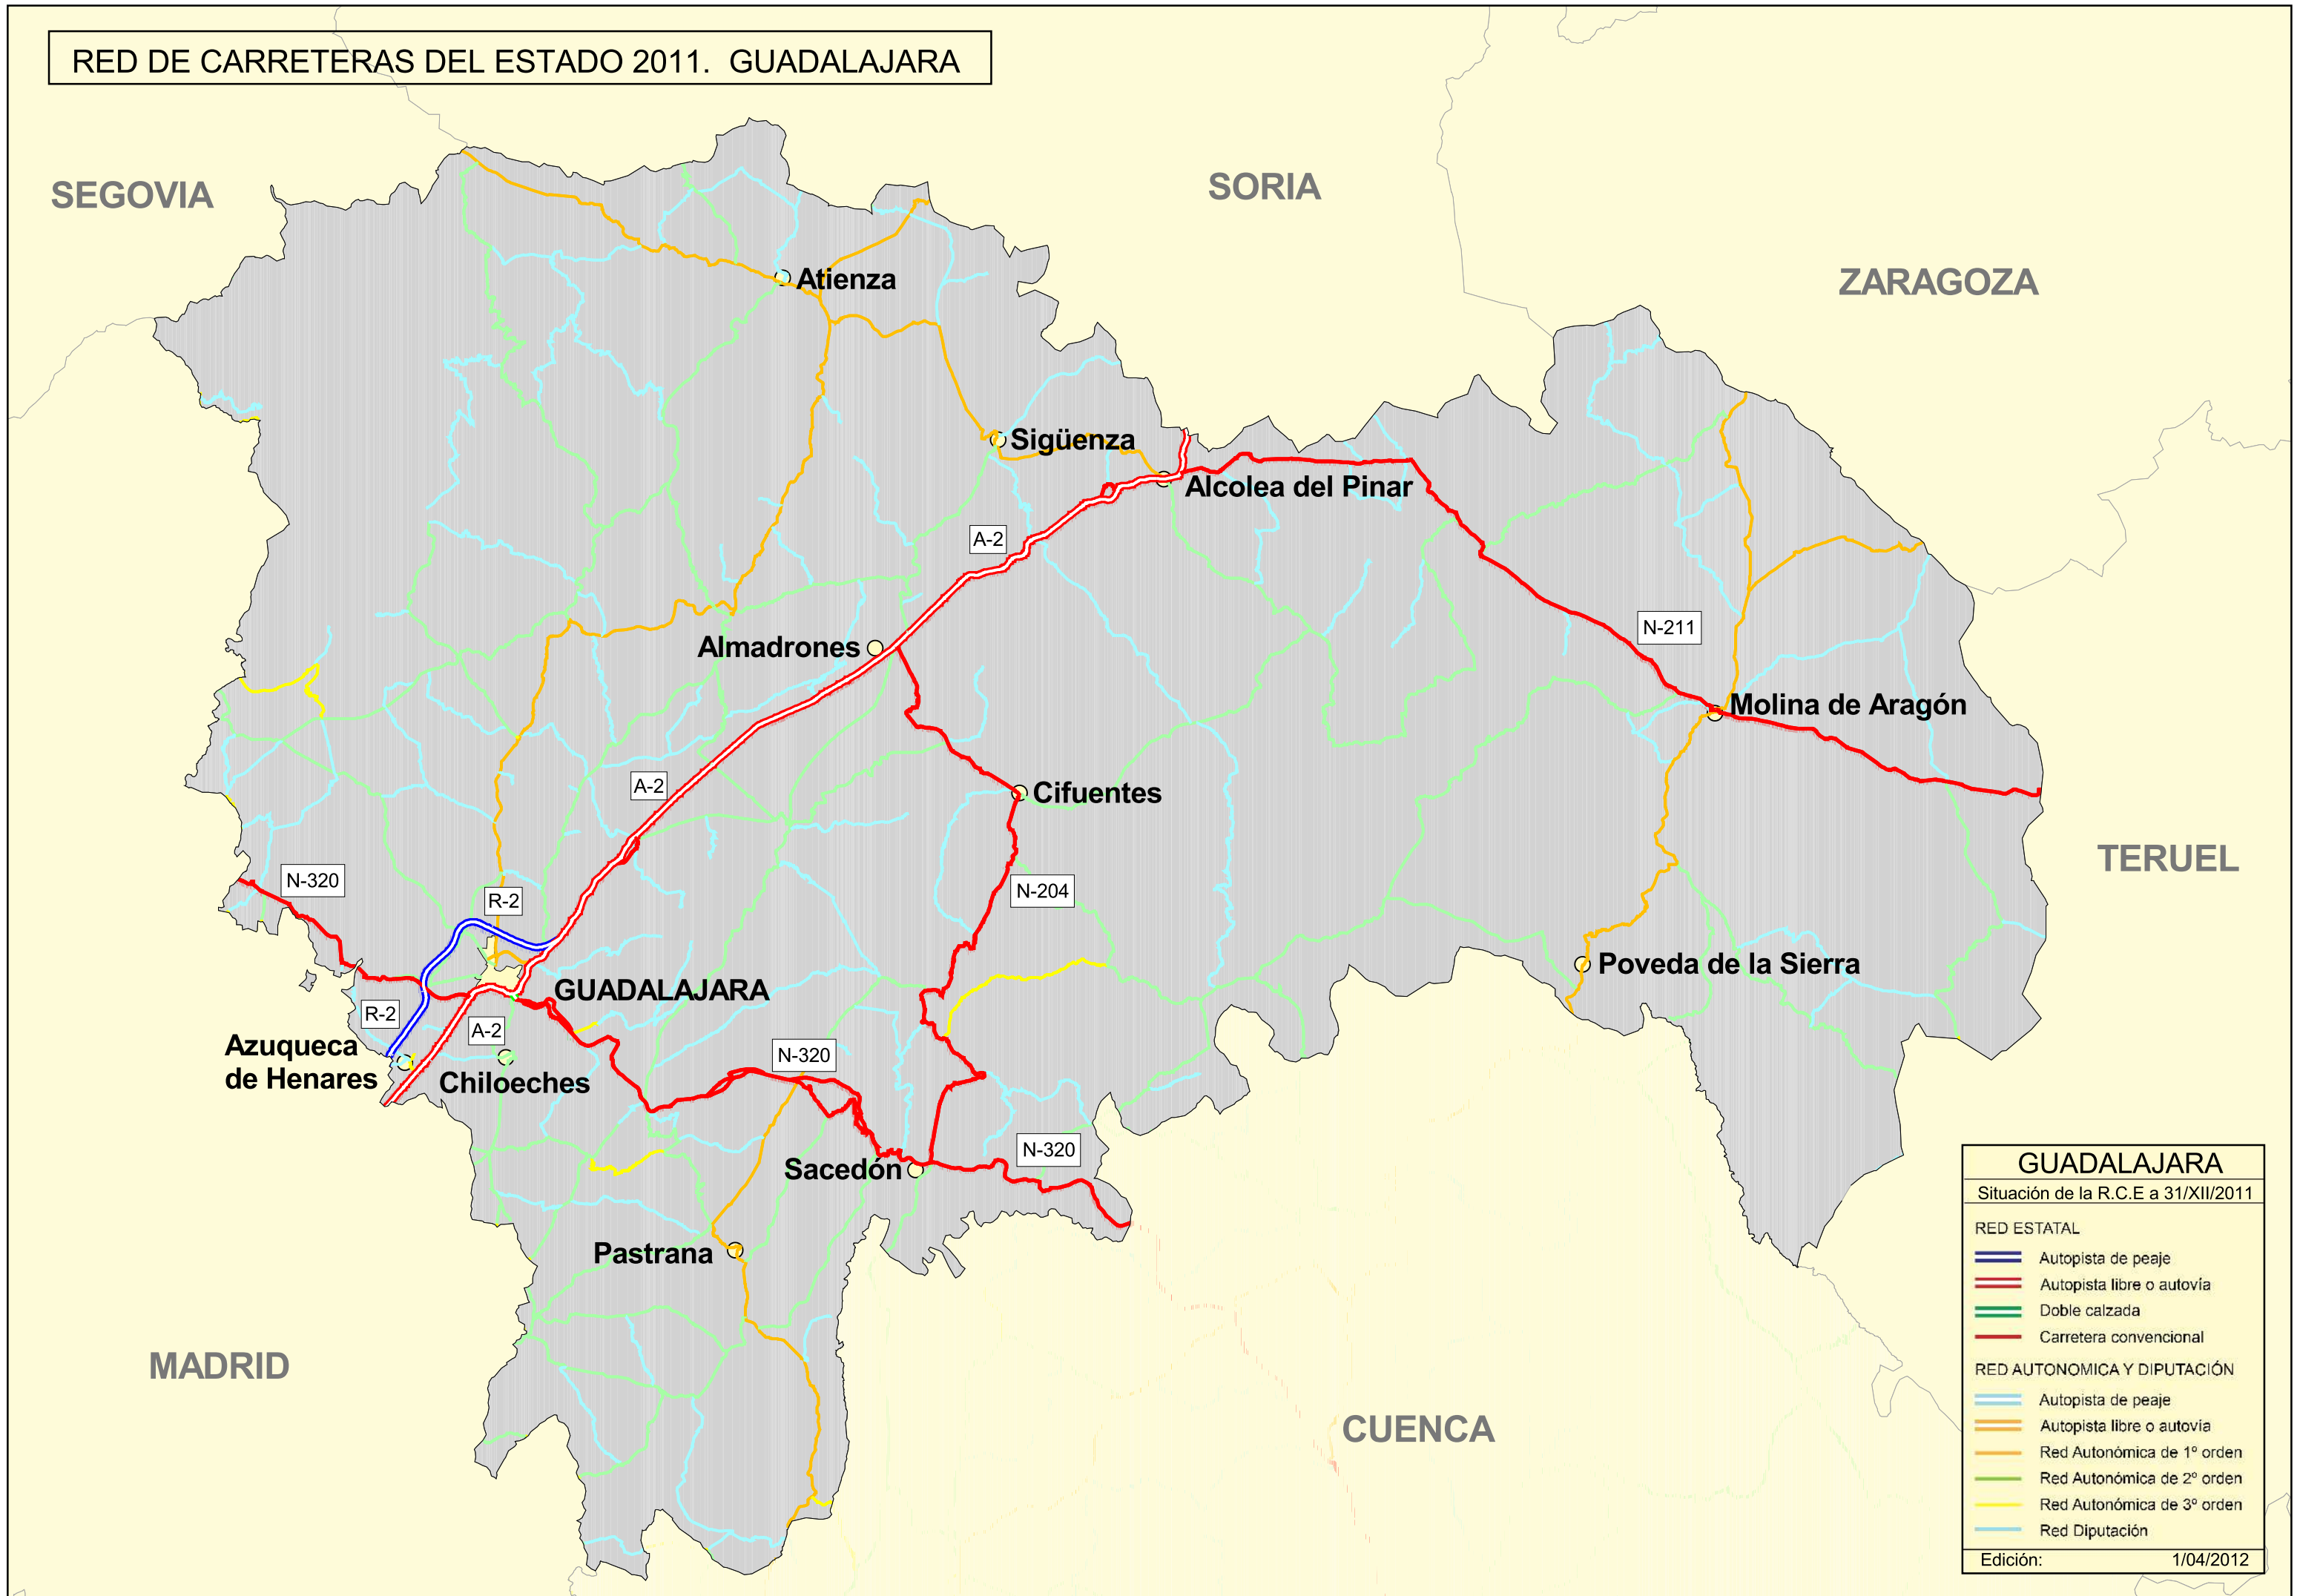 RED DE CARRETERAS DEL ESTADO 2011. GUADALAJARA
SEGOVIA
SORIA
ZARAGOZA
Atienza
Sigüenza
Alcolea del Pinar
A-2
N-211
Almadrones
Molina de Aragón
A-2
Cifuentes
TERUEL
N-320
N-204
R-2
Poveda de la Sierra
GUADALAJARA
R-2
A-2
Azuqueca
de Henares
N-320
Chiloeches
N-320
Sacedón
Pastrana
MADRID
CUENCA
GUADALAJARA
Situación de la R.C.E a 31/XII/2011
RED ESTATAL
Autopista de peaje
Autopista libre o autovía
Doble calzada
Carretera convencional
RED AUTONOMICA Y DIPUTACIÓN
Autopista de peaje
Autopista libre o autovía
Red Autonómica de 1º orden
Red Autonómica de 2º orden
Red Autonómica de 3º orden
Red Diputación
Edición: 1/04/2012